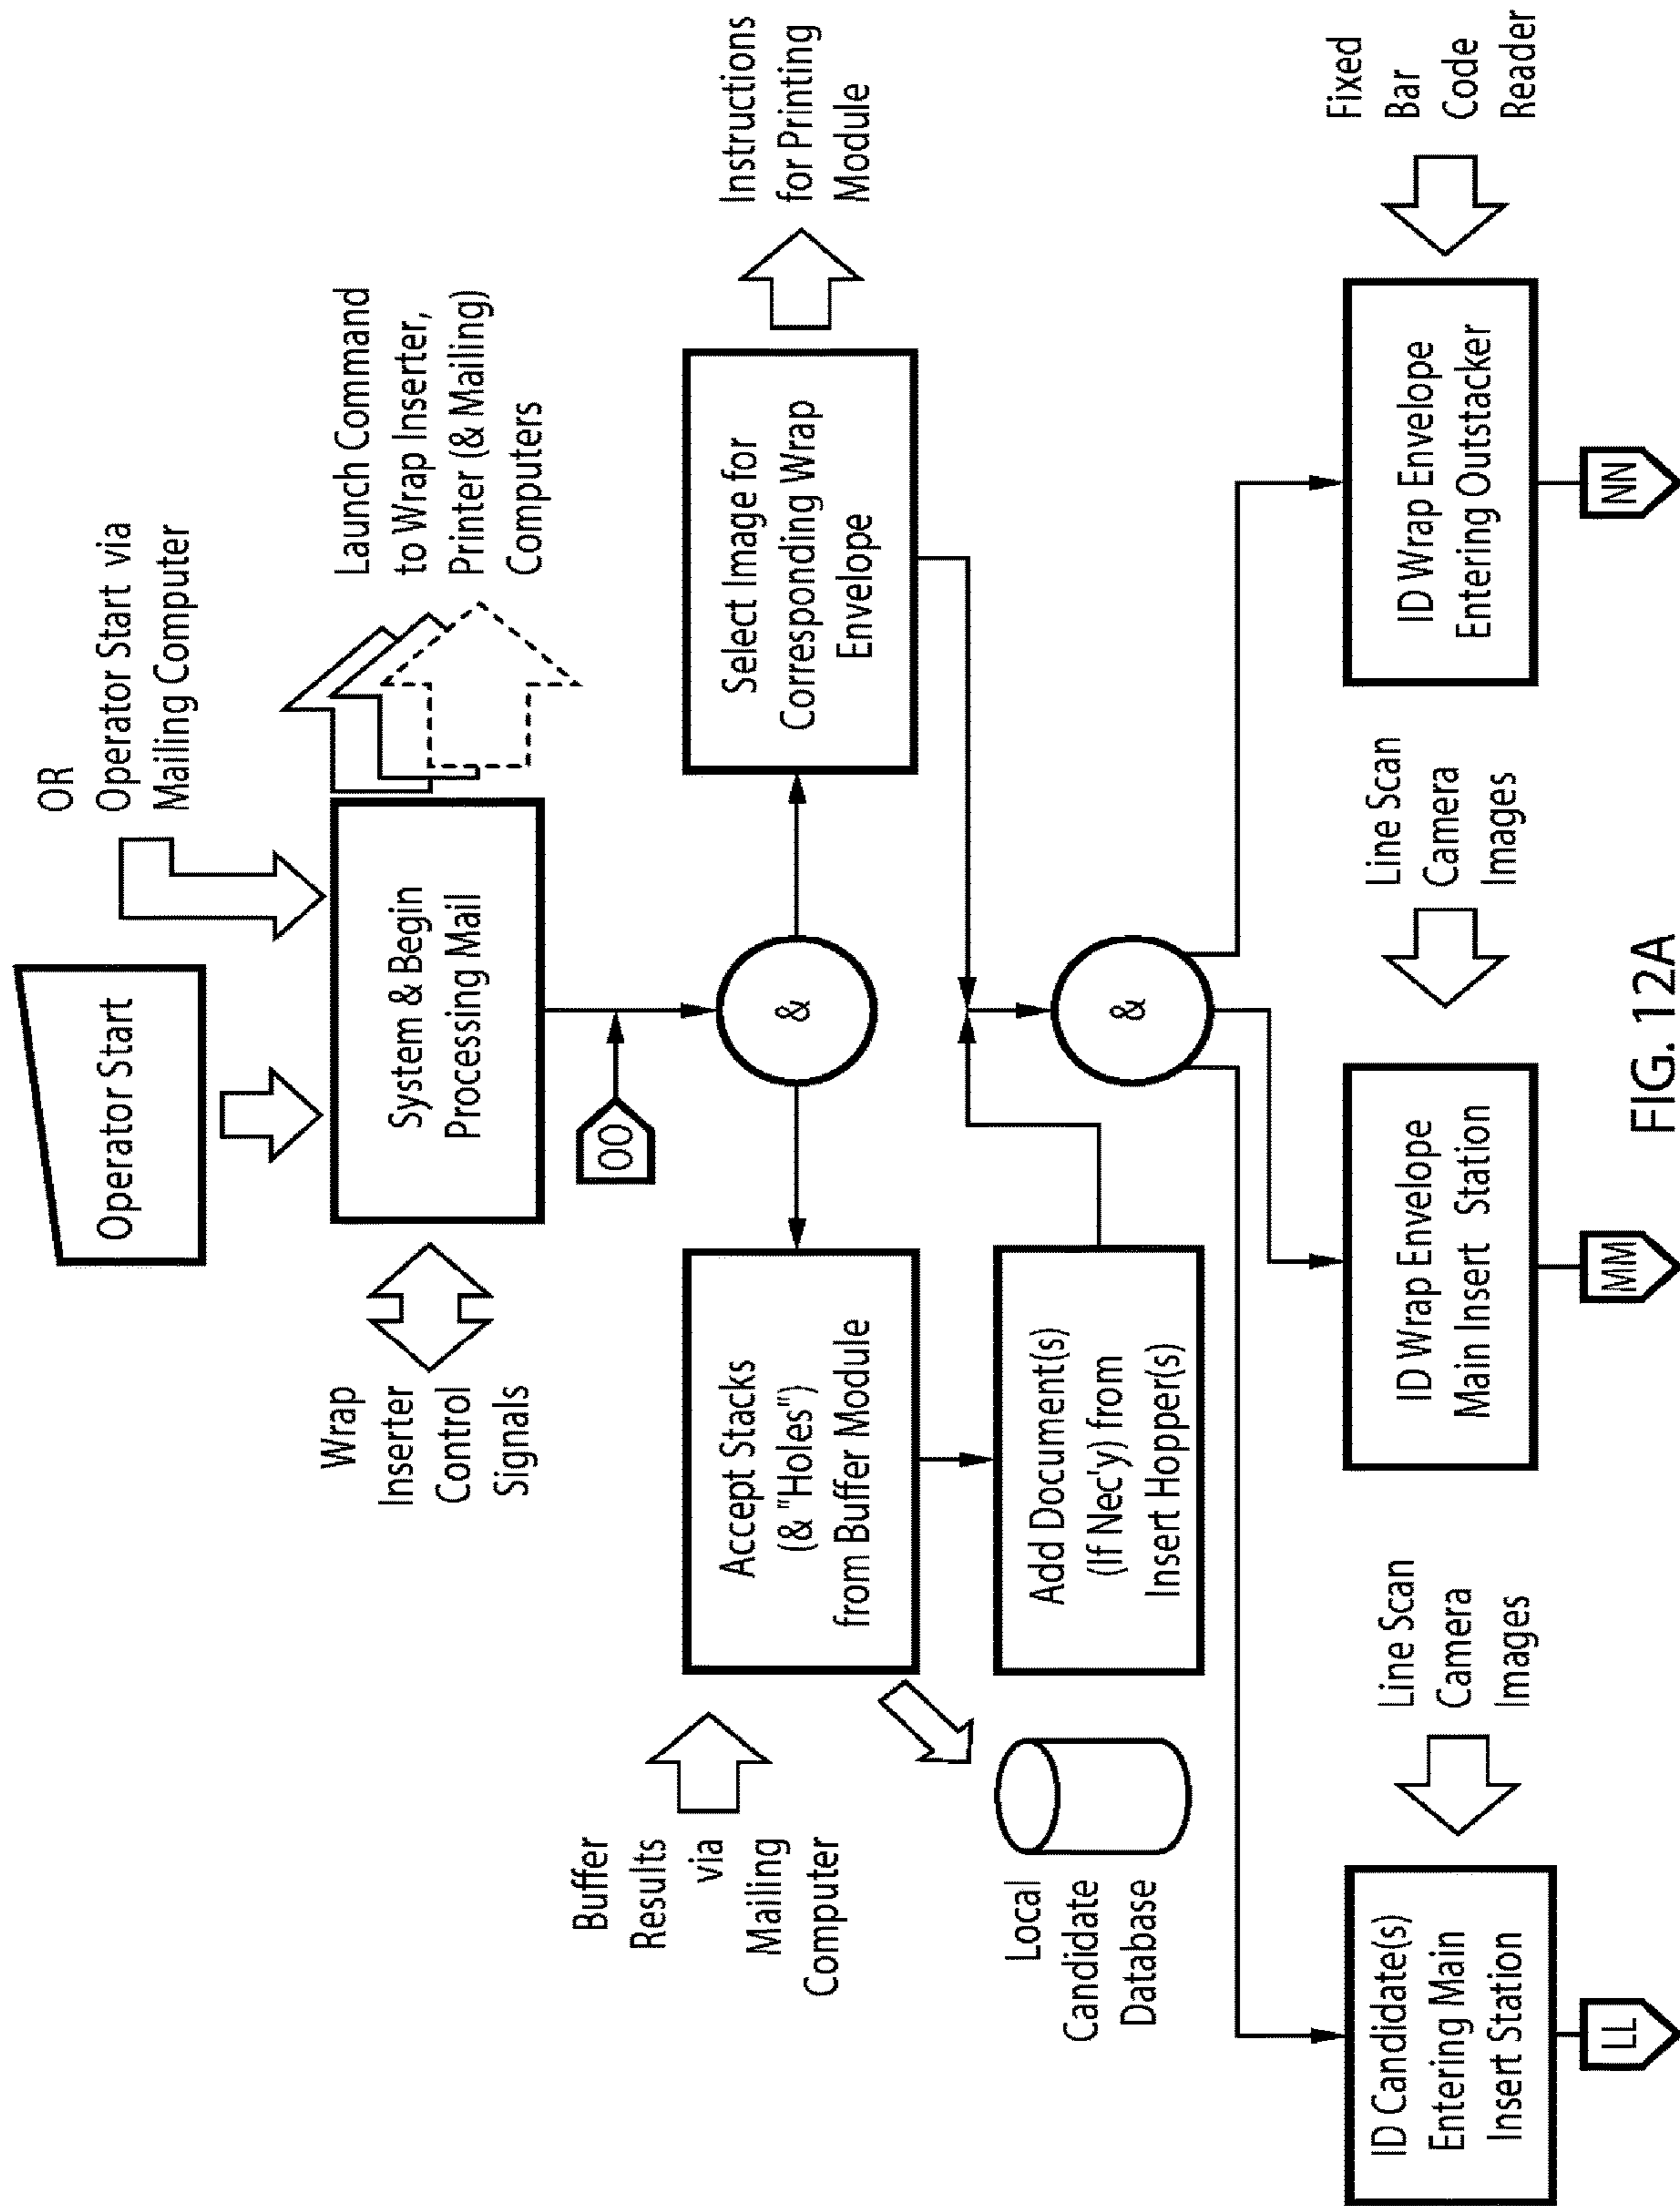 Operator Start
OR
Operator Start via
Mailing Computer
Wrap
Inserter
Control
Signals
System & Begin
Processing Mail
Launch Command
to Wrap Inserter,
Printer (& Mailing)
Computers
OO
&
Buffer
Results
via
Mailing
Computer
Accept Stacks
(& "Holes")
from Buffer Module
Select Image for
Corresponding Wrap
Envelope
Instructions
for Printing
Module
Local
Candidate
Database
Add Document(s)
(If Nec'y) from
Insert Hopper(s)
&
ID Candidate(s)
Entering Main
Insert Station
Line Scan
Camera
Images
ID Wrap Envelope
Main Insert Station
Line Scan
Camera
Images
ID Wrap Envelope
Entering Outstacker
Fixed
Bar
Code
Reader
LL
MM
NN
FIG. 12A